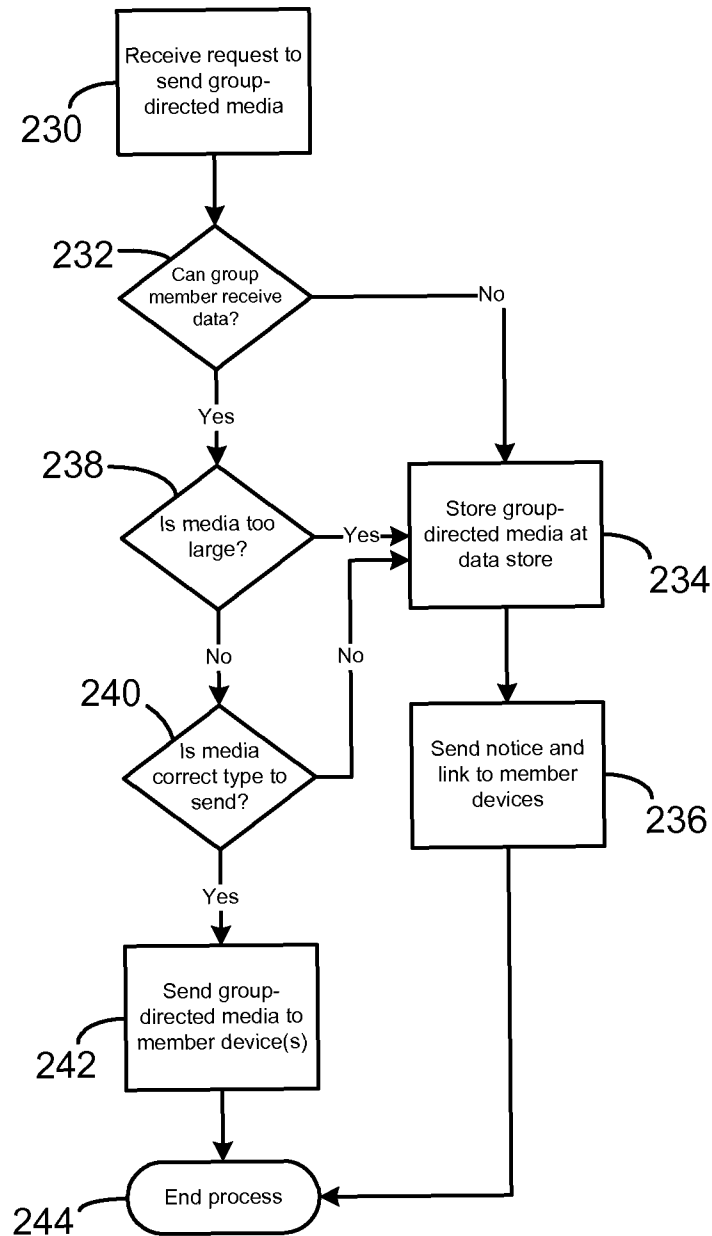 Receive request to
send group-
directed media
230
232
Can group
member receive
data?
No
Yes
238
Is media too
large?
Yes
Store group-
directed media at
data store
234
No
No
240
Is media
correct type to
send?
Send notice and
link to member
devices
236
Yes
Send group-
directed media to
member device(s)
242
End process
244